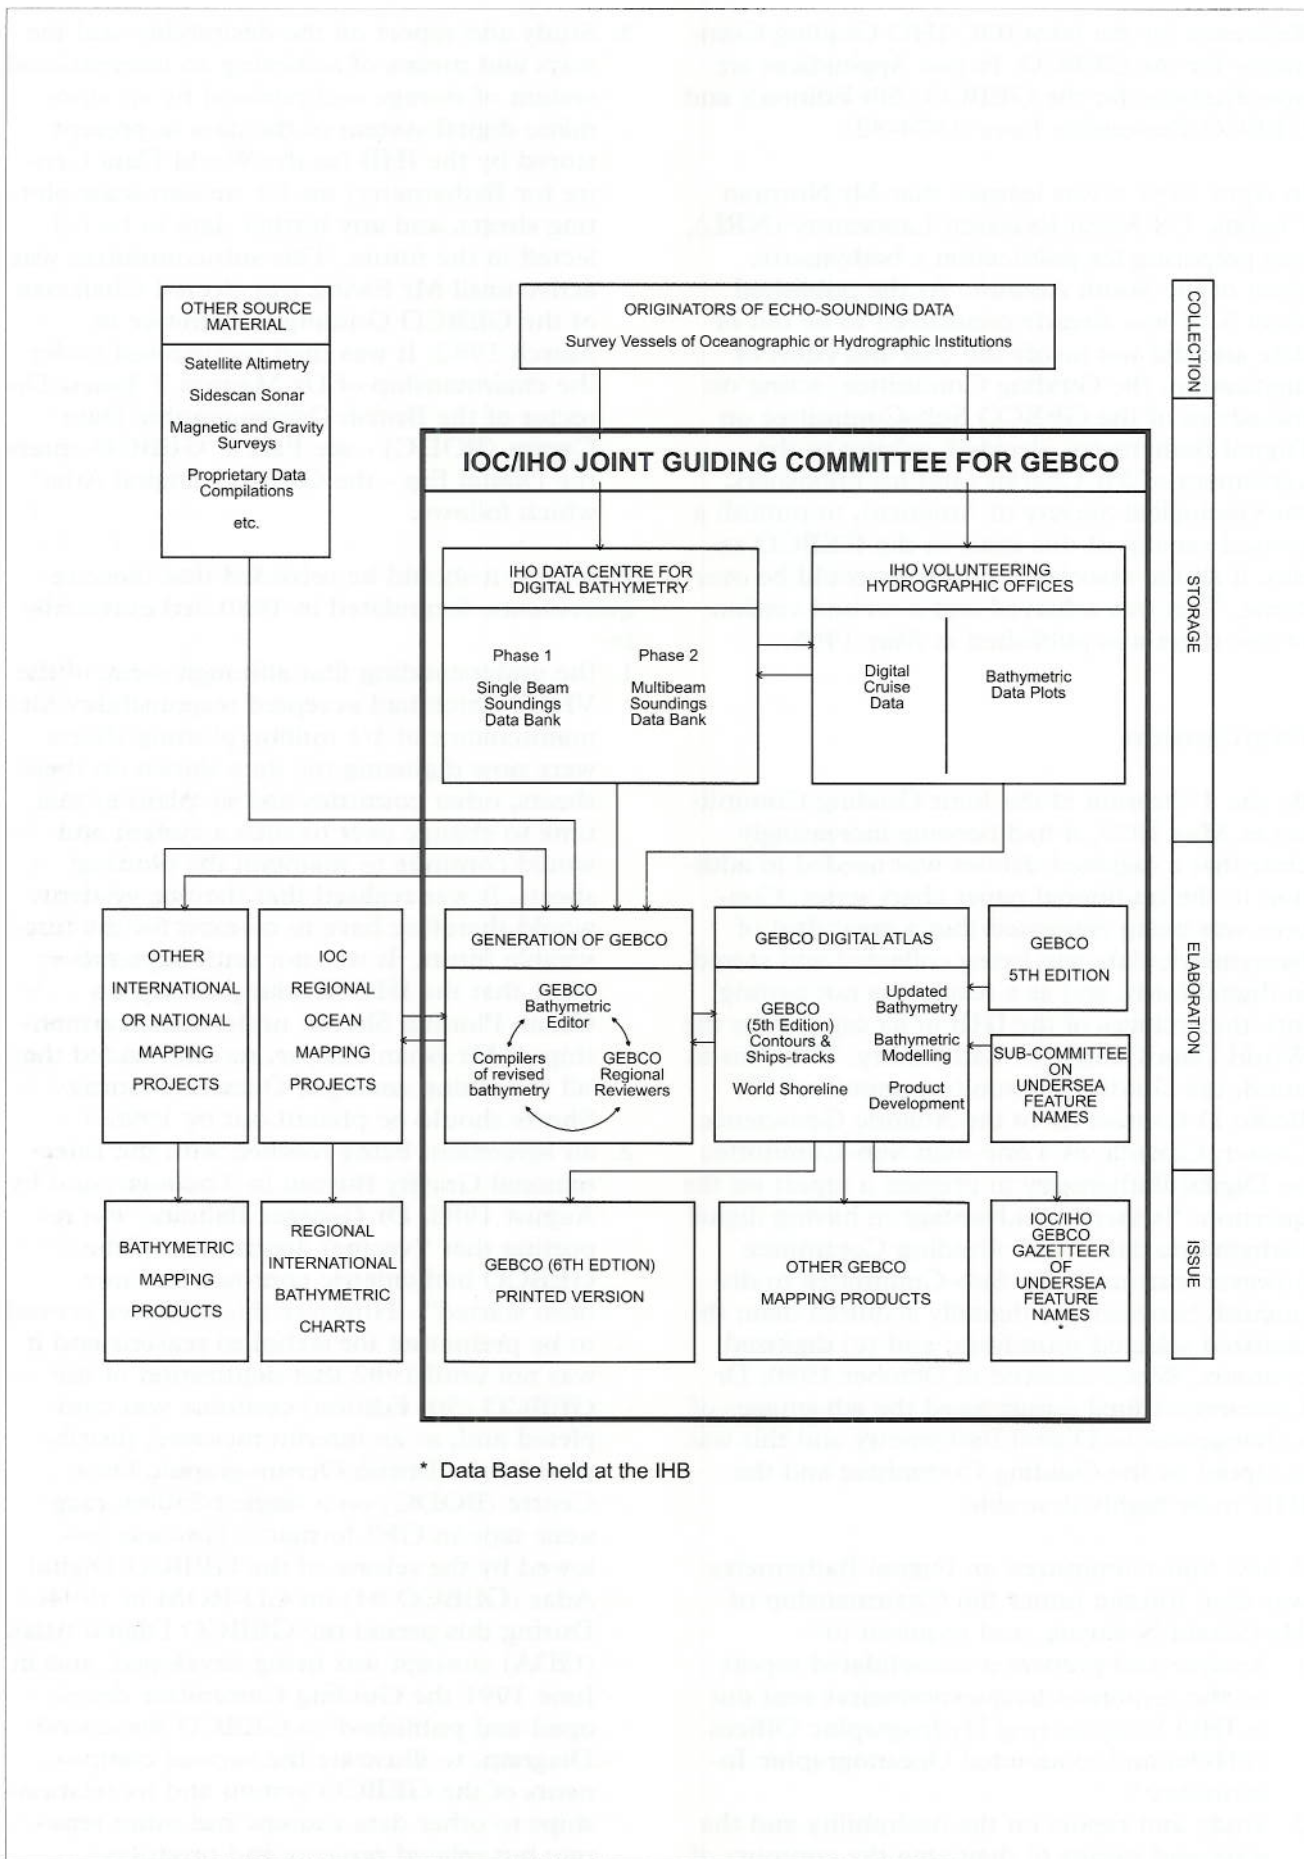 OTHER SOURCE
MATERIAL
Satellite Altimetry
Sidescan Sonar
Magnetic and Gravity
Surveys
Proprietary Data
Compilations
etc.
ORIGINATORS OF ECHO-SOUNDING DATA
Survey Vessels of Oceanographic or Hydrographic Institutions
COLLECTION
IOC/IHO JOINT GUIDING COMMITTEE FOR GEBCO
IHO DATA CENTRE FOR
DIGITAL BATHYMETRY
Phase 1
Single Beam
Soundings
Data Bank
Phase 2
Multibeam
Soundings
Data Bank
IHO VOLUNTEERING
HYDROGRAPHIC OFFICES
Digital
Cruise
Data
Bathymetric
Data Plots
STORAGE
OTHER
INTERNATIONAL
OR NATIONAL
MAPPING
PROJECTS
IOC
REGIONAL
OCEAN
MAPPING
PROJECTS
GENERATION OF GEBCO
GEBCO
Bathymetric
Editor
Compilers
of revised
bathymetry
GEBCO
Regional
Reviewers
GEBCO DIGITAL ATLAS
GEBCO
(5th Edition)
Contours &
Ships-tracks
World Shoreline
Updated
Bathymetry
Bathymetric
Modelling
Product
Development
GEBCO
5TH EDITION
SUB-COMMITTEE
ON
UNDERSEA
FEATURE
NAMES
ELABORATION
BATHYMETRIC
MAPPING
PRODUCTS
REGIONAL
INTERNATIONAL
BATHYMETRIC
CHARTS
GEBCO (6TH EDTION)
PRINTED VERSION
OTHER GEBCO
MAPPING PRODUCTS
IOC/IHO
GEBCO
GAZETTEER
OF
UNDERSEA
FEATURE
NAMES
*
ISSUE
* Data Base held at the IHB